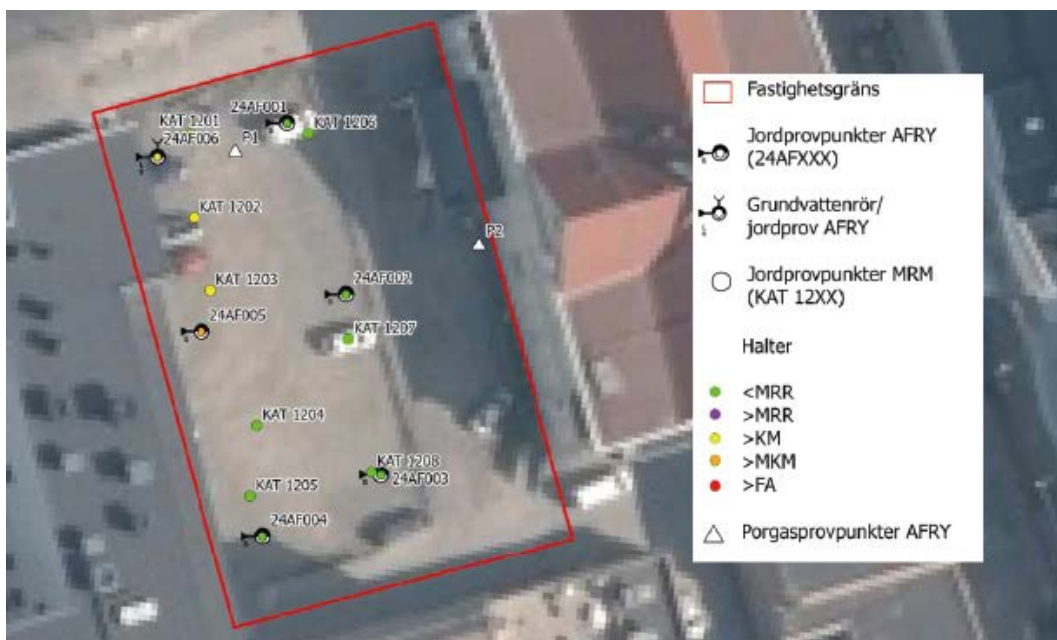 24AF001
KAT 1201
KAT 1206
24AF006
P1
KAT 1202
P2
24AF002
KAT 1203
24AF005
KAT 1207
KAT 1204
KAT 1208
24AF003
KAT 1205
24AF004
Fastighetsgräns
Jordprovpunkter AFRY
(24AFXXX)
Grundvattenrör/
jordprov AFRY
Jordprovpunkter MRM
(KAT 12XX)
Halter
<MRR
>MRR
>KM
>MKM
>FA
Porgasprovpunkter AFRY